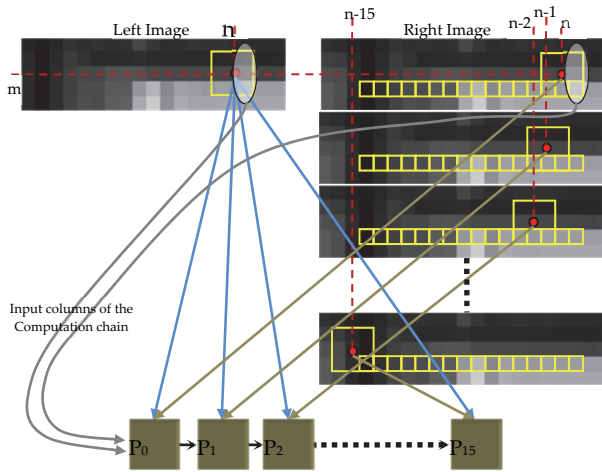 n-15
n-1
n-2
n
Left Image
n
Right Image
m
Input columns of the
Computation chain
P0
P1
P2
P15